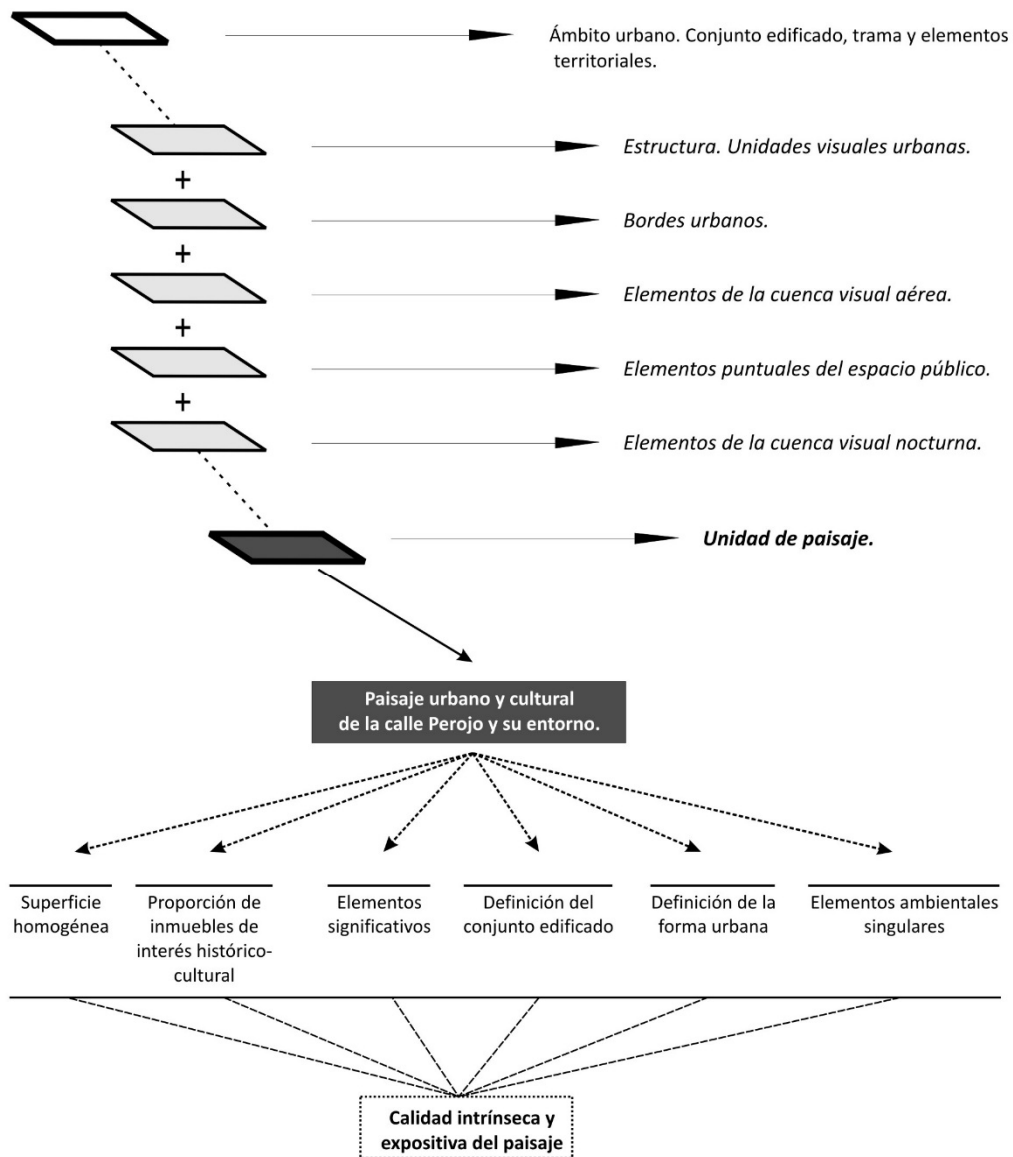 Ámbito urbano. Conjunto edificado, trama y elementos
territoriales.
Estructura. Unidades visuales urbanas.
+
Bordes urbanos.
+
Elementos de la cuenca visual aérea.
+
Elementos puntuales del espacio público.
+
Elementos de la cuenca visual nocturna.
Unidad de paisaje.
Paisaje urbano y cultural
de la calle Perojo y su entorno.
Superficie
homogénea
Proporción de
inmuebles de
interés histórico-
cultural
Elementos
significativos
Definición del
conjunto edificado
Definición de la
forma urbana
Elementos ambientales
singulares
Calidad intrínseca y
expositiva del paisaje